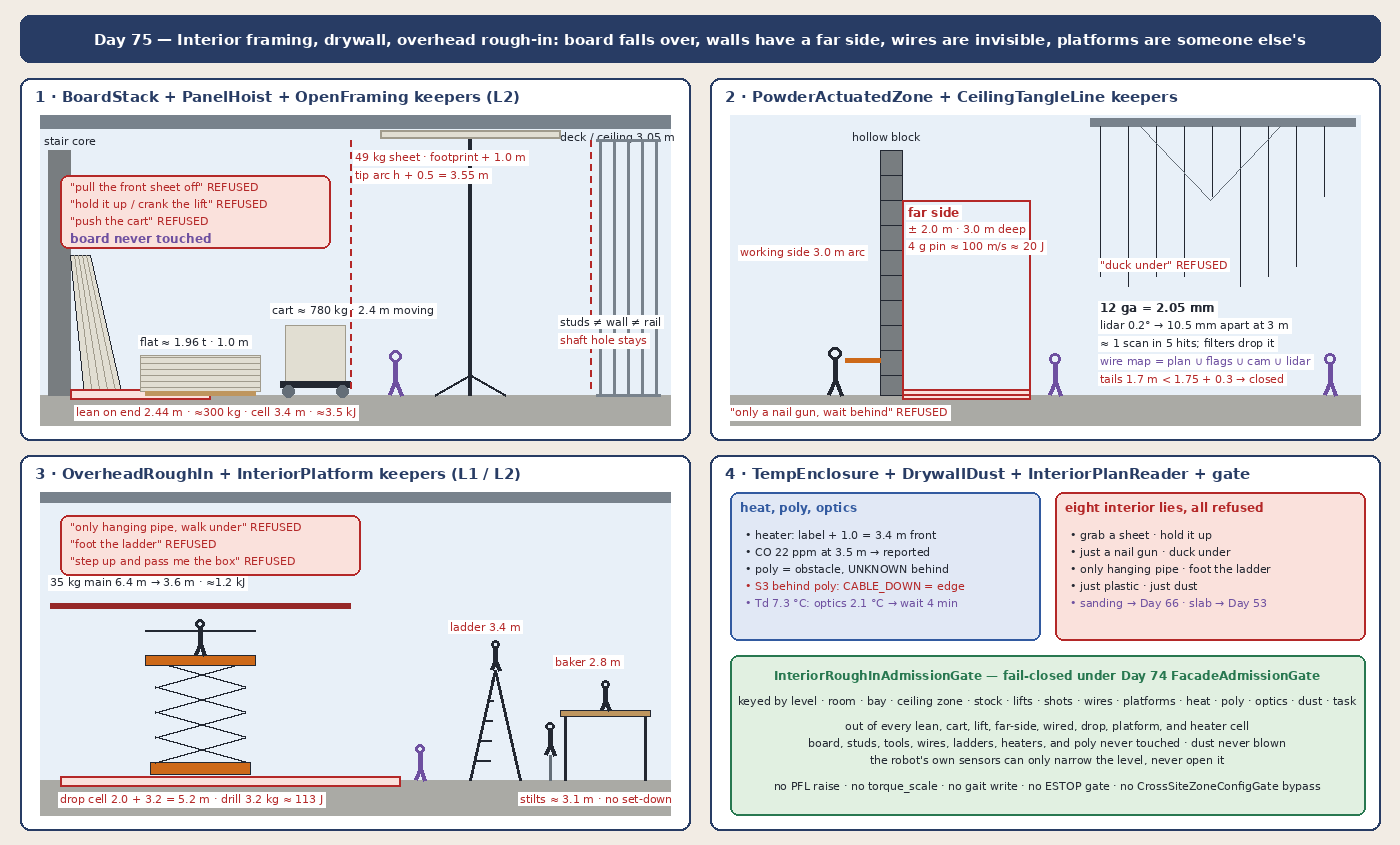 Day 75 — Interior framing, drywall, overhead rough-in: board falls over, walls have a far side, wires are invisible, platforms are someone else's
1 · BoardStack + PanelHoist + OpenFraming keepers (L2)
stair core
deck / ceiling 3.05 m
49 kg sheet · footprint + 1.0 m
tip arc h + 0.5 = 3.55 m
"pull the front sheet off" REFUSED
"hold it up / crank the lift" REFUSED
"push the cart" REFUSED
board never touched
cart ≈ 780 kg · 2.4 m moving
studs ≠ wall ≠ rail
shaft hole stays
flat ≈ 1.96 t · 1.0 m
lean on end 2.44 m · ≈300 kg · cell 3.4 m · ≈3.5 kJ
2 · PowderActuatedZone + CeilingTangleLine keepers
hollow block
far side
± 2.0 m · 3.0 m deep
4 g pin ≈ 100 m/s ≈ 20 J
working side 3.0 m arc
"duck under" REFUSED
12 ga = 2.05 mm
lidar 0.2° → 10.5 mm apart at 3 m
≈ 1 scan in 5 hits; filters drop it
wire map = plan ∪ flags ∪ cam ∪ lidar
tails 1.7 m < 1.75 + 0.3 → closed
"only a nail gun, wait behind" REFUSED
3 · OverheadRoughIn + InteriorPlatform keepers (L1 / L2)
"only hanging pipe, walk under" REFUSED
"foot the ladder" REFUSED
"step up and pass me the box" REFUSED
35 kg main 6.4 m → 3.6 m · ≈1.2 kJ
ladder 3.4 m
baker 2.8 m
drop cell 2.0 + 3.2 = 5.2 m · drill 3.2 kg ≈ 113 J
stilts ≈ 3.1 m · no set-down
4 · TempEnclosure + DrywallDust + InteriorPlanReader + gate
heat, poly, optics
• heater: label + 1.0 = 3.4 m front
• CO 22 ppm at 3.5 m → reported
• poly = obstacle, UNKNOWN behind
• S3 behind poly: CABLE_DOWN = edge
• Td 7.3 °C: optics 2.1 °C → wait 4 min
eight interior lies, all refused
• grab a sheet · hold it up
• just a nail gun · duck under
• only hanging pipe · foot the ladder
• just plastic · just dust
• sanding → Day 66 · slab → Day 53
InteriorRoughInAdmissionGate — fail-closed under Day 74 FacadeAdmissionGate
keyed by level · room · bay · ceiling zone · stock · lifts · shots · wires · platforms · heat · poly · optics · dust · task
out of every lean, cart, lift, far-side, wired, drop, platform, and heater cell
board, studs, tools, wires, ladders, heaters, and poly never touched · dust never blown
the robot's own sensors can only narrow the level, never open it
no PFL raise · no torque_scale · no gait write · no ESTOP gate · no CrossSiteZoneConfigGate bypass